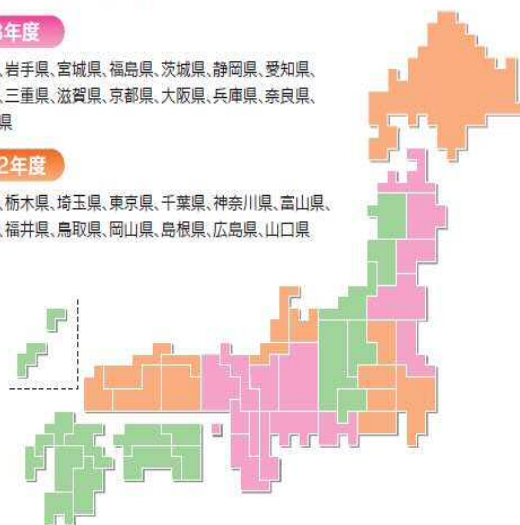 3年度
、岩手県、宮城県、福島県、茨城県、静岡県、愛知県、
、三重県、滋賀県、京都県、大阪県、兵庫県、奈良県、
県
2年度
、栃木県、埼玉県、東京県、千葉県、神奈川県、富山県、
、福井県、鳥取県、岡山県、島根県、広島県、山口県